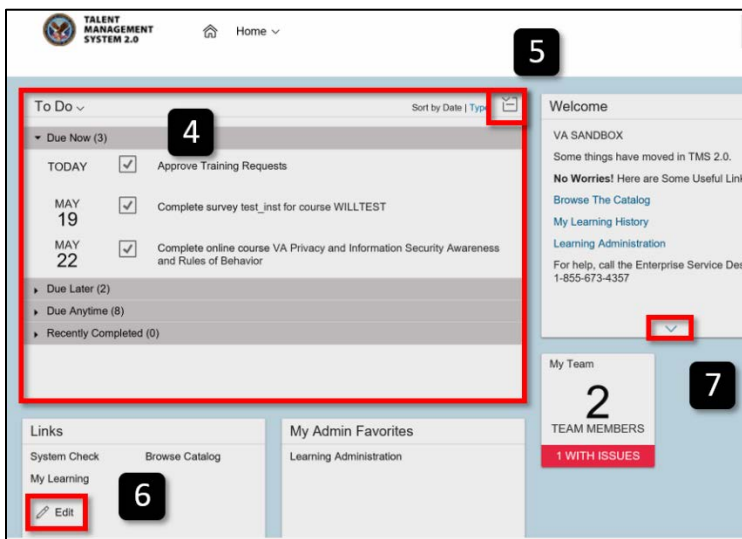 TALENT
MANAGEMENT
SYSTEM 2.0
Home
5
To Do
Sort by Date | Type
4
Due Now (3)
TODAY
Approve Training Requests
MAY
19
Complete survey test_inst for course WILLTEST
MAY
22
Complete online course VA Privacy and Information Security Awareness
and Rules of Behavior
Due Later (2)
Due Anytime (8)
Recently Completed (0)
Welcome
VA SANDBOX
Some things have moved in TMS 2.0.
No Worries! Here are Some Useful Lin
Browse The Catalog
My Learning History
Learning Administration
For help, call the Enterprise Service Des
1-855-673-4357
My Team
2
TEAM MEMBERS
1 WITH ISSUES
7
Links
System Check
Browse Catalog
My Learning
Edit
6
My Admin Favorites
Learning Administration